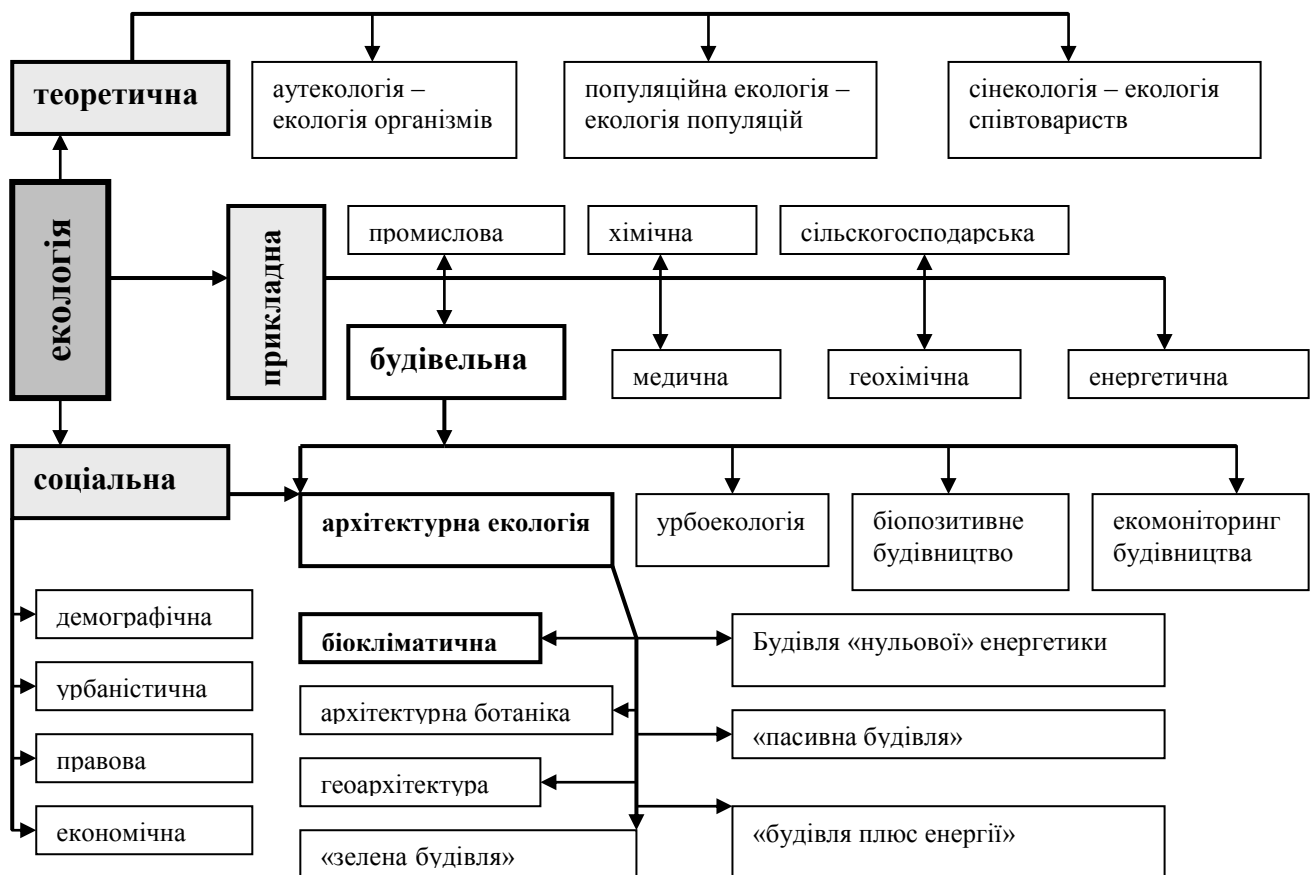 теоретична
аутекологія –
екологія організмів
популяційна екологія –
екологія популяцій
сінекологія – екологія
співтовариств
екологія
прикладна
промислова
хімічна
сільскогосподарська
будівельна
медична
геохімічна
енергетична
соціальна
архітектурна екологія
урбоекологія
біопозитивне
будівництво
екомоніторинг
будівництва
демографічна
урбаністична
правова
економічна
біокліматична
архітектурна ботаніка
геоархітектура
«зелена будівля»
Будівля «нульової» енергетики
«пасивна будівля»
«будівля плюс енергії»